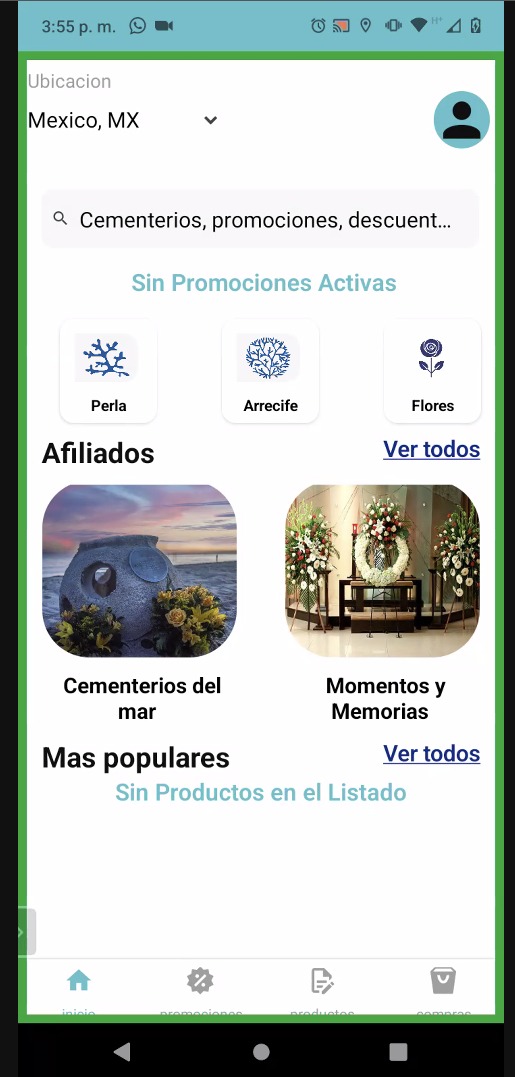 3:55 p. m.
H+
Ubicacion
Mexico, MX
Cementerios, promociones, descuent...
Sin Promociones Activas
Perla
Arrecife
Flores
Afiliados
Ver todos
Cementerios del
mar
Momentos y
Memorias
Mas populares
Ver todos
Sin Productos en el Listado
inicio
promociones
productos
compras